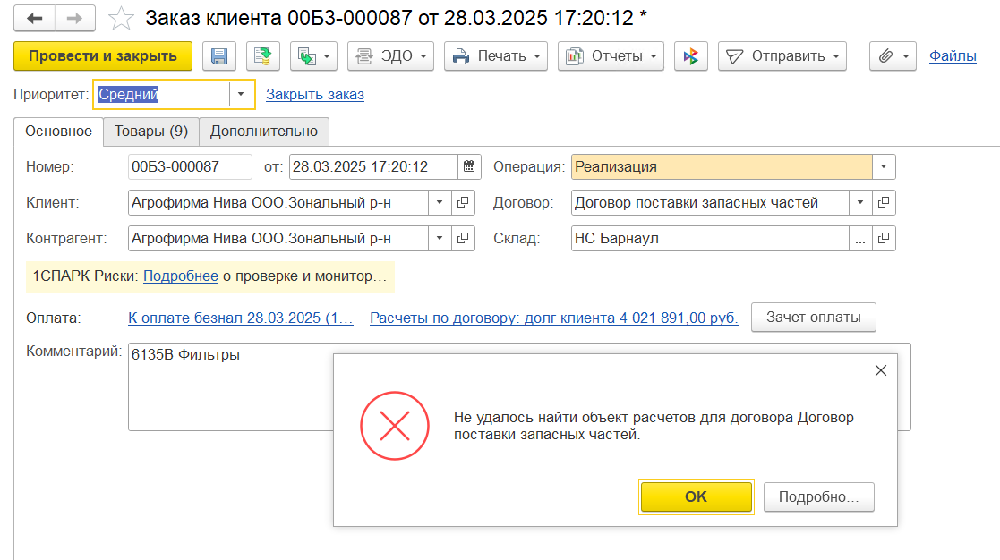 Заказ клиента 00БЗ-000087 от 28.03.2025 17:20:12 *
Провести и закрыть ЭДО Печать Отчеты Отправить Файлы
Приоритет: Средний Закрыть заказ
Основное Товары (9) Дополнительно
Номер: 00БЗ-000087 от: 28.03.2025 17:20:12 Операция: Реализация
Клиент: Агрофирма Нива ООО.Зональный р-н Договор: Договор поставки запасных частей
Контрагент: Агрофирма Нива ООО.Зональный р-н Склад: НС Барнаул ...
1СПАРК Риски: Подробнее о проверке и монитор...
Оплата: К оплате безнал 28.03.2025 (1... Расчеты по договору: долг клиента 4 021 891,00 руб. Зачет оплаты
Комментарий: 6135В Фильтры
Не удалось найти объект расчетов для договора Договор
поставки запасных частей.
ОК Подробно...